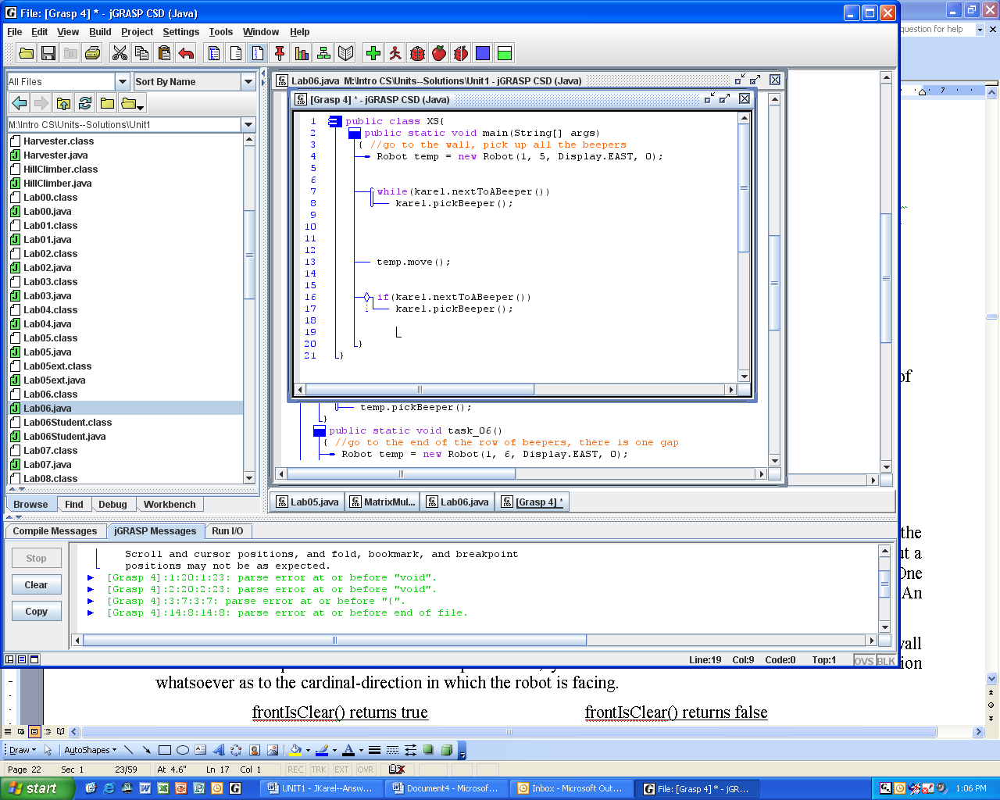 File: [Grasp 4] * - jGRASP CSD (Java)
File Edit View Build Project Settings Tools Window Help
question for help
All Files
Sort By Name
M:\Intro CS\Units--Solutions\Unit1
Harvester.class
Harvester.java
HillClimber.class
HillClimber.java
Lab00.class
Lab00.java
Lab01.class
Lab01.java
Lab02.class
Lab02.java
Lab03.class
Lab03.java
Lab04.class
Lab04.java
Lab05.class
Lab05.java
Lab05ext.class
Lab05ext.java
Lab06.class
Lab06.java
Lab06Student.class
Lab06Student.java
Lab07.class
Lab07.java
Lab08.class
Browse Find Debug Workbench
Lab06.java M:\Intro CS\Units--Solutions\Unit1 - jGRASP CSD (Java)
[Grasp 4] * - jGRASP CSD (Java)
1 public class XS{
2 public static void main(String[] args)
3 { //go to the wall, pick up all the beepers
4 Robot temp = new Robot(1, 5, Display.EAST, 0);
5
6
7 while(karel.nextToABeeper())
8 karel.pickBeeper();
9
10
11
12
13 temp.move();
14
15
16 if(karel.nextToABeeper())
17 karel.pickBeeper();
18
19
20 }
21 }
temp.pickBeeper();
}
public static void task_06()
{ //go to the end of the row of beepers, there is one gap
Robot temp = new Robot(1, 6, Display.EAST, 0);
Lab05.java MatrixMul... Lab06.java [Grasp 4] *
Compile Messages jGRASP Messages Run I/O
Stop
Clear
Copy
Scroll and cursor positions, and fold, bookmark, and breakpoint
positions may not be as expected.
[Grasp 4]:1:20:1:23: parse error at or before "void".
[Grasp 4]:2:20:2:23: parse error at or before "void".
[Grasp 4]:3:7:3:7: parse error at or before "{".
[Grasp 4]:14:8:14:8: parse error at or before end of file.
Line:19 Col:9 Code:0 Top:1 OVS BLK
7
of
the
ut a
One
An
vall
ion
whatsoever as to the cardinal-direction in which the robot is facing.
frontIsClear() returns true frontIsClear() returns false
Draw AutoShapes
Page 22 Sec 1 23/59 At 4.6" Ln 17 Col 1 REC TRK EXT OVR
start UNIT1 - JKarel--Answ... Document4 - Microsof... Inbox - Microsoft Out... File: [Grasp 4] * - jGR... 1:06 PM